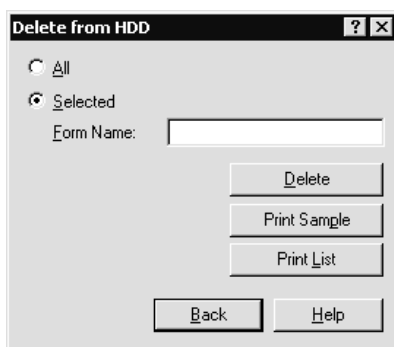 Delete from HDD ? X
All
Selected
Form Name:
Delete
Print Sample
Print List
Back Help